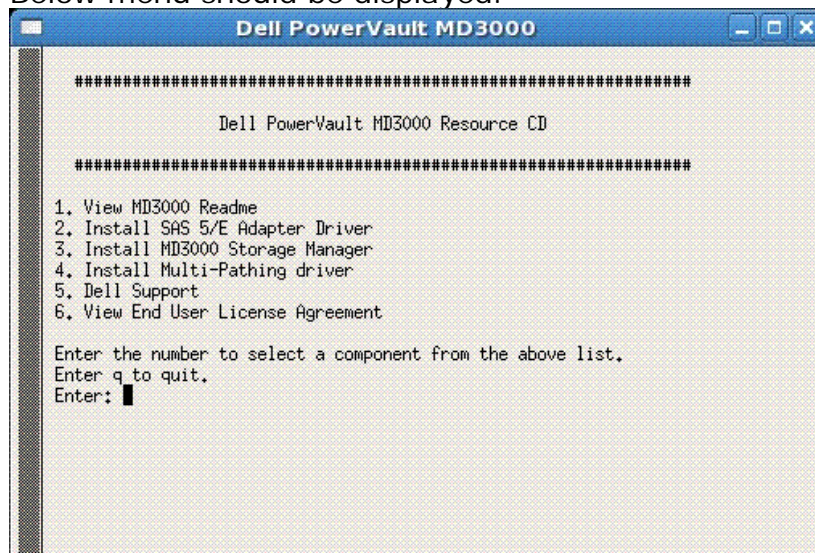 Below menu should be displayed.
Dell PowerVault MD3000
################################################################
Dell PowerVault MD3000 Resource CD
################################################################
1. View MD3000 Readme
2. Install SAS 5/E Adapter Driver
3. Install MD3000 Storage Manager
4. Install Multi-Pathing driver
5. Dell Support
6. View End User License Agreement
Enter the number to select a component from the above list.
Enter q to quit.
Enter: